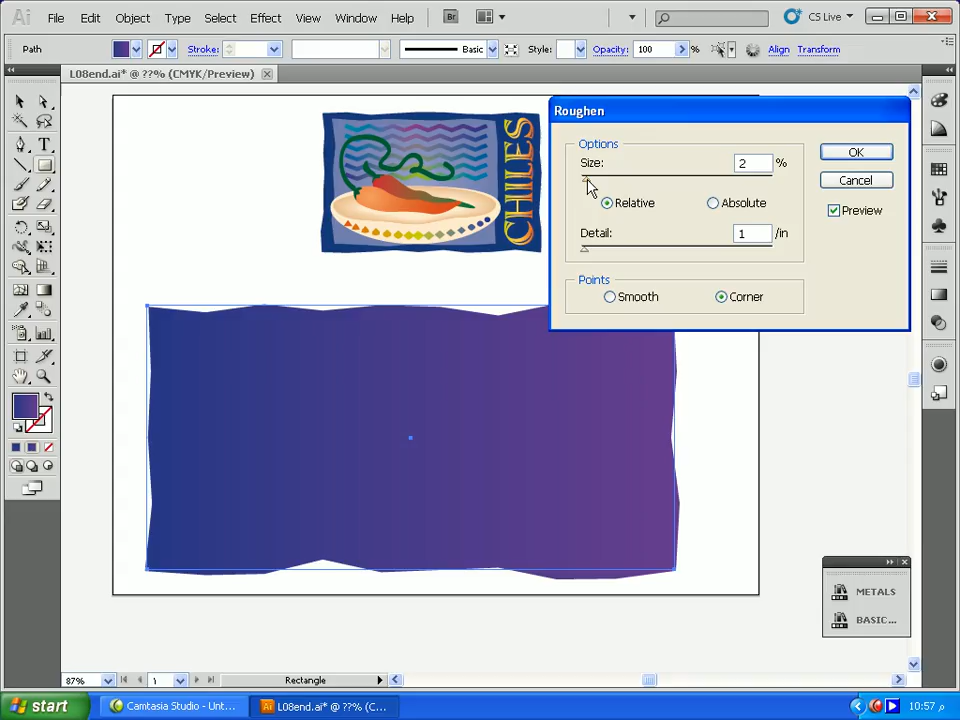 Ai File Edit Object Type Select Effect View Window Help Br CS Live
Path Stroke: Basic Style: Opacity: 100 % Align Transform
L08end.ai* @ ??% (CMYK/Preview)
CHILES
Roughen
Options
Size: 2 %
Relative Absolute
Detail: 1 /in
Points
Smooth Corner
OK
Cancel
Preview
METALS
BASIC...
87% 1 Rectangle
start Camtasia Studio - Unt... L08end.ai* @ ??% (C... 10:57 م